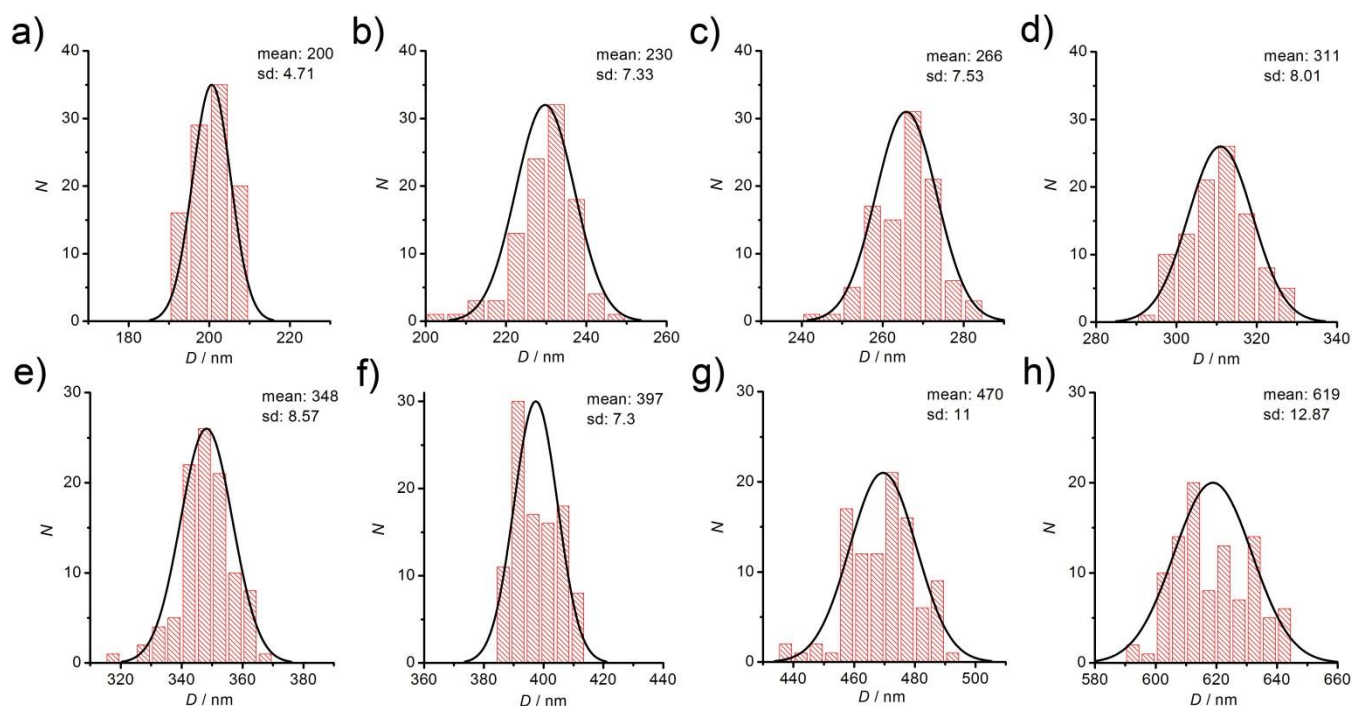 a)
mean: 200
sd: 4.71
40
30
20
10
0
N
180 200 220
D / nm
b)
mean: 230
sd: 7.33
40
30
20
10
0
N
200 220 240 260
D / nm
c)
mean: 266
sd: 7.53
40
30
20
10
0
N
240 260 280
D / nm
d)
mean: 311
sd: 8.01
40
30
20
10
0
N
280 300 320 340
D / nm
e)
mean: 348
sd: 8.57
30
20
10
0
N
320 340 360 380
D / nm
f)
mean: 397
sd: 7.3
30
20
10
0
N
360 380 400 420 440
D / nm
g)
mean: 470
sd: 11
30
20
10
0
N
440 460 480 500
D / nm
h)
mean: 619
sd: 12.87
30
20
10
0
N
580 600 620 640 660
D / nm